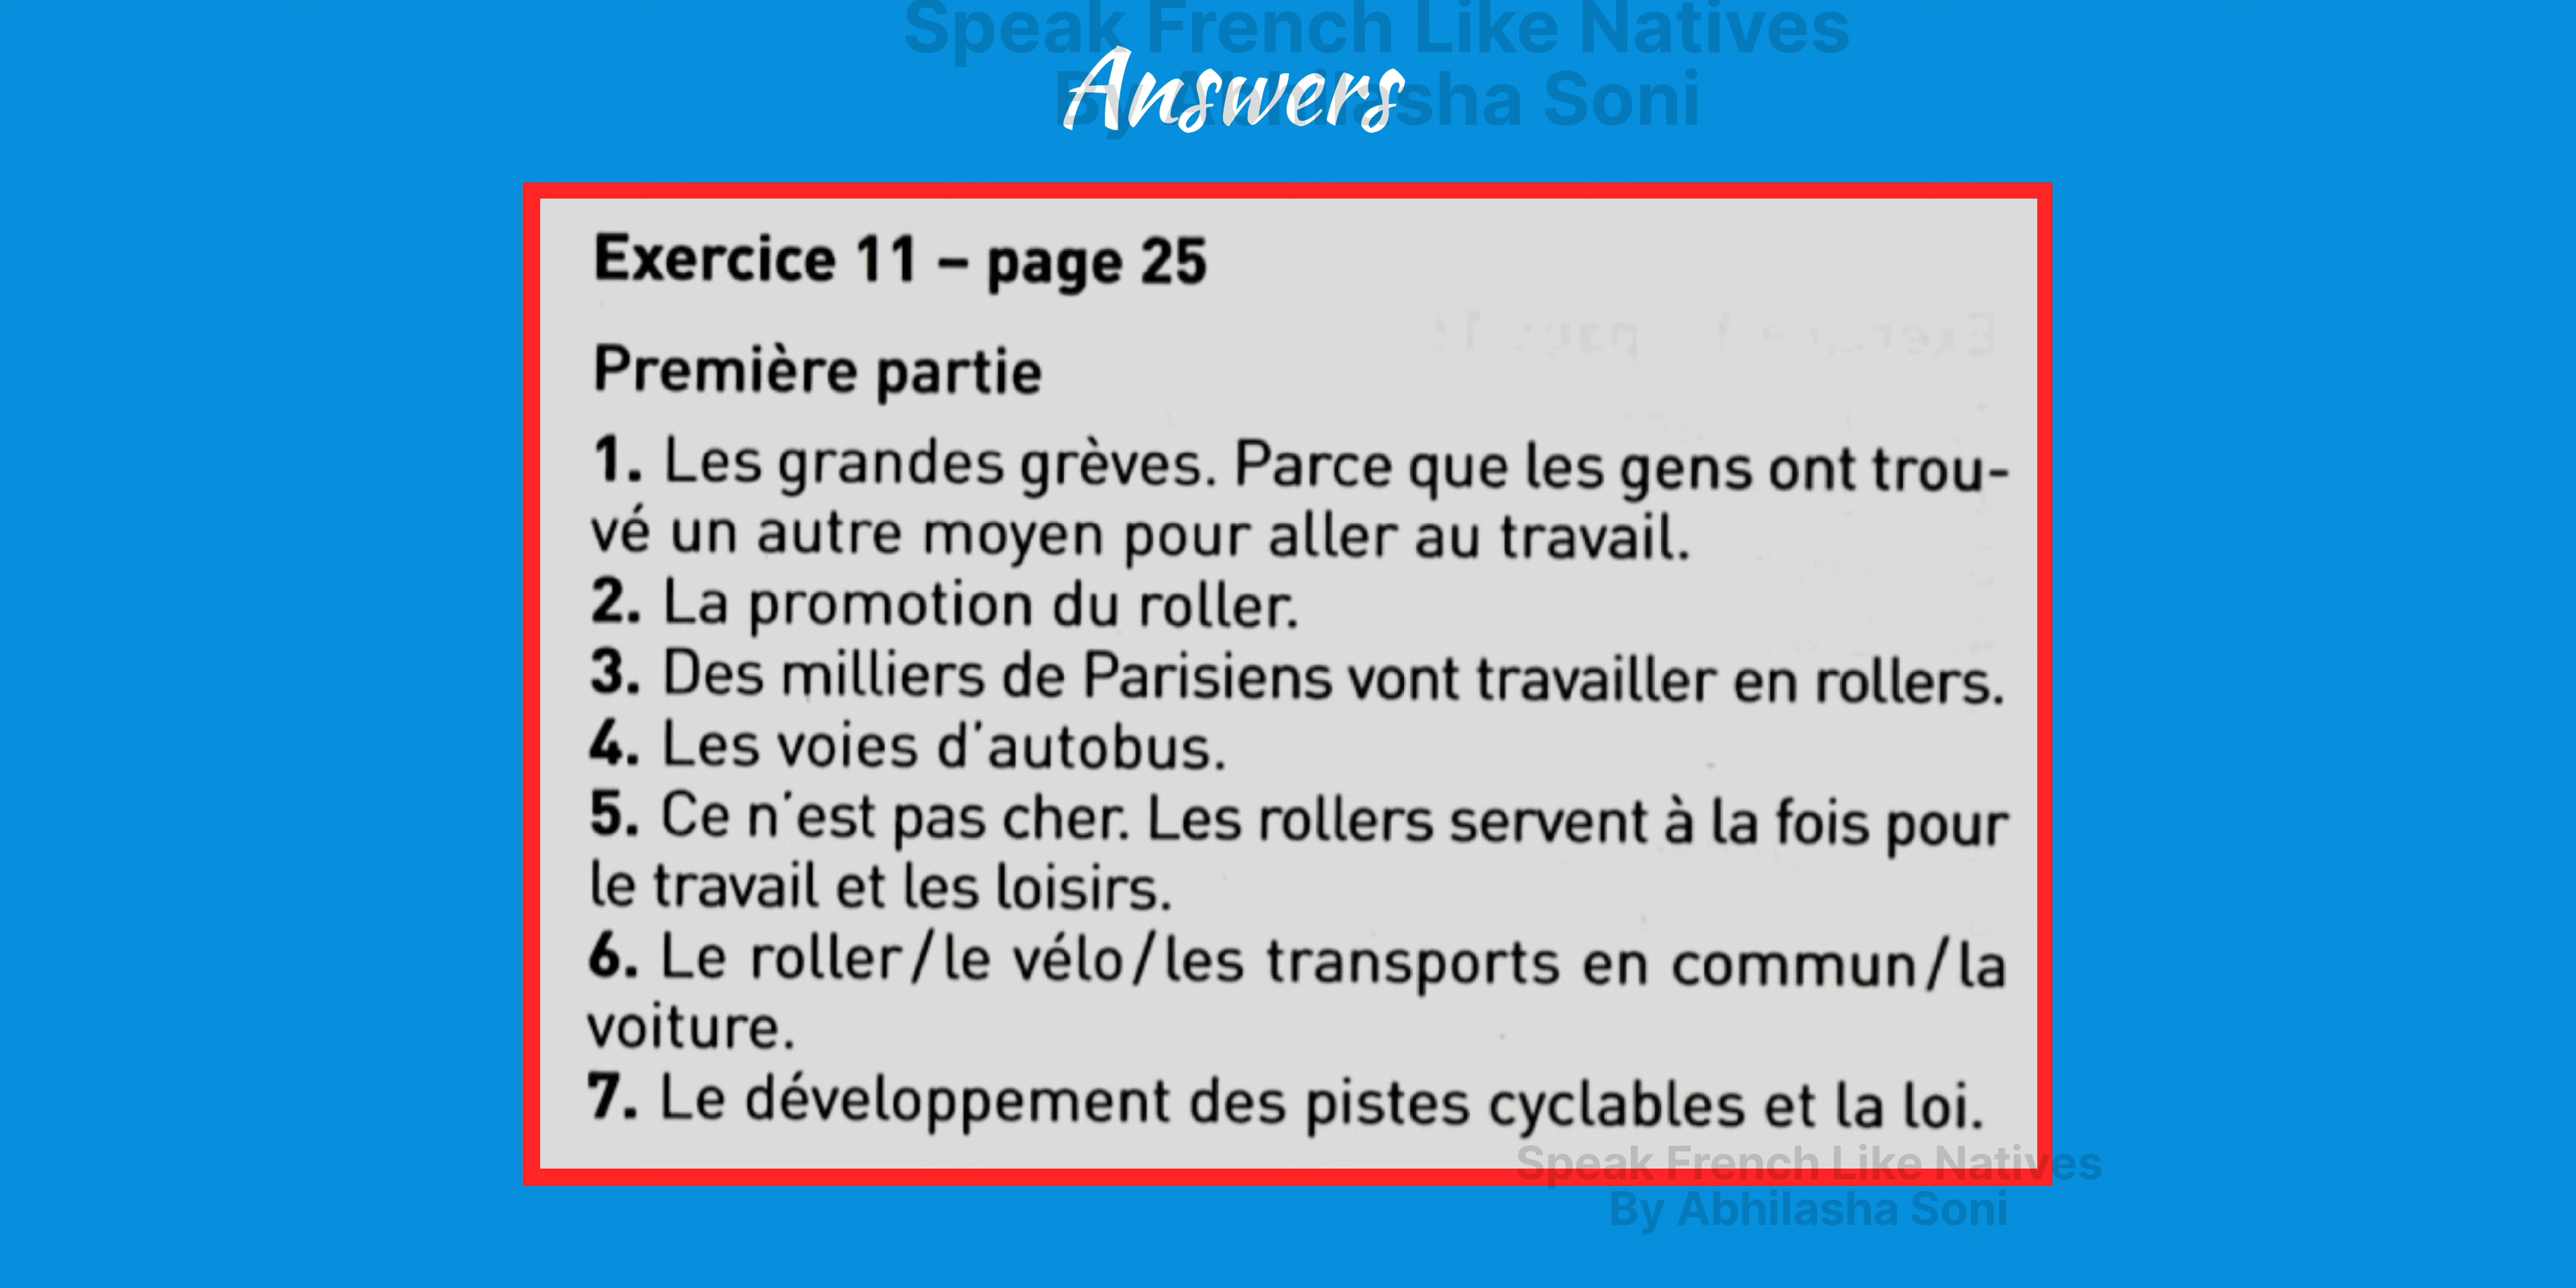 Speak French Like Natives
By Abhilasha Soni
Answers
Exercice 11 – page 25
Première partie
1. Les grandes grèves. Parce que les gens ont trou-
vé un autre moyen pour aller au travail.
2. La promotion du roller.
3. Des milliers de Parisiens vont travailler en rollers.
4. Les voies d'autobus.
5. Ce n'est pas cher. Les rollers servent à la fois pour
le travail et les loisirs.
6. Le roller/le vélo/les transports en commun/la
voiture.
7. Le développement des pistes cyclables et la loi.
Speak French Like Natives
By Abhilasha Soni